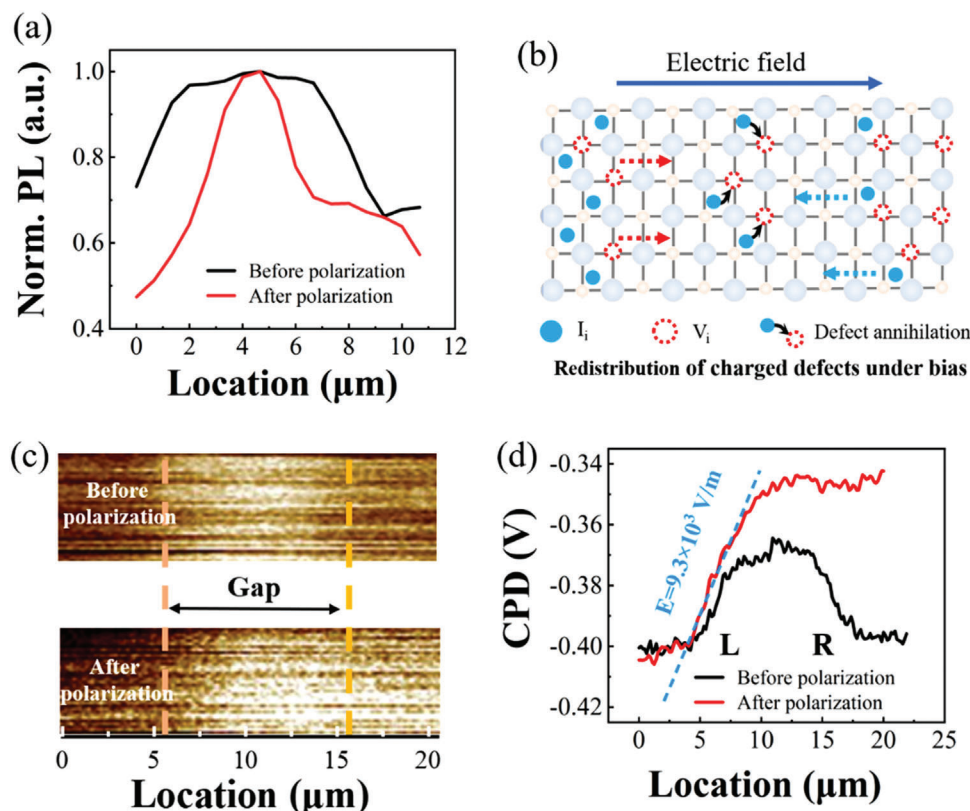 (a)
Norm. PL (a.u.)
1.0
0.8
0.6
0.4
Before polarization
After polarization
0 2 4 6 8 10 12
Location (μm)
(b)
Electric field
I_i V_i Defect annihilation
Redistribution of charged defects under bias
(c)
Before
polarization
Gap
After
polarization
0 5 10 15 20
Location (μm)
(d)
CPD (V)
-0.34
-0.36
-0.38
-0.40
-0.42
E=9.3×10³ V/m
L R
Before polarization
After polarization
0 5 10 15 20 25
Location (μm)